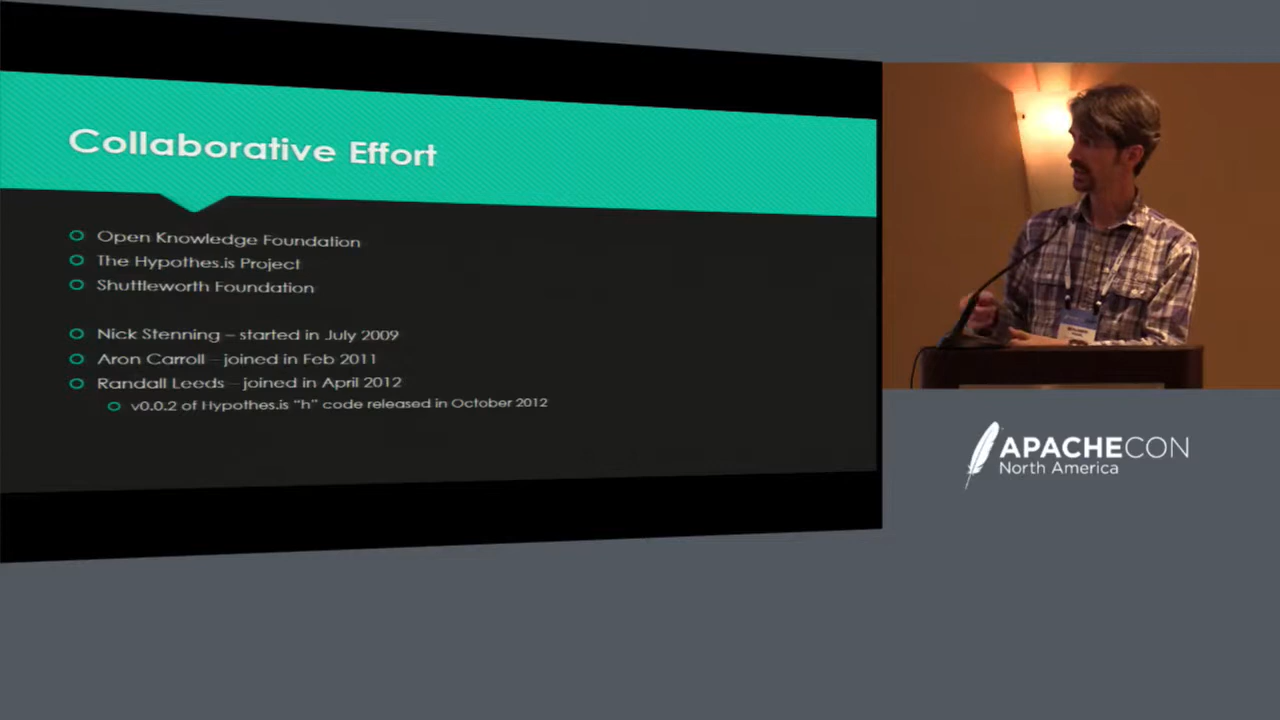 Collaborative Effort
Open Knowledge Foundation
The Hypothes.is Project
Shuttleworth Foundation
Nick Stenning – started in July 2009
Aron Carroll – joined in Feb 2011
Randall Leeds – joined in April 2012
v0.0.2 of Hypothes.is “h” code released in October 2012
APACHECON
North America